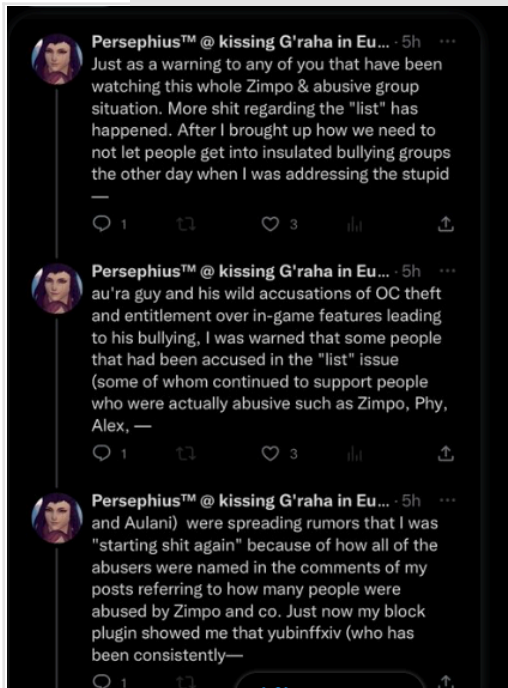 Persephius™ @ kissing G'raha in Eu... · 5h ···
Just as a warning to any of you that have been
watching this whole Zimpo & abusive group
situation. More shit regarding the "list" has
happened. After I brought up how we need to
not let people get into insulated bullying groups
the other day when I was addressing the stupid
—
1 3
Persephius™ @ kissing G'raha in Eu... · 5h ···
au'ra guy and his wild accusations of OC theft
and entitlement over in-game features leading
to his bullying, I was warned that some people
that had been accused in the "list" issue
(some of whom continued to support people
who were actually abusive such as Zimpo, Phy,
Alex, —
1 3
Persephius™ @ kissing G'raha in Eu... · 5h ···
and Aulani) were spreading rumors that I was
"starting shit again" because of how all of the
abusers were named in the comments of my
posts referring to how many people were
abused by Zimpo and co. Just now my block
plugin showed me that yubinffxiv (who has
been consistently—
1